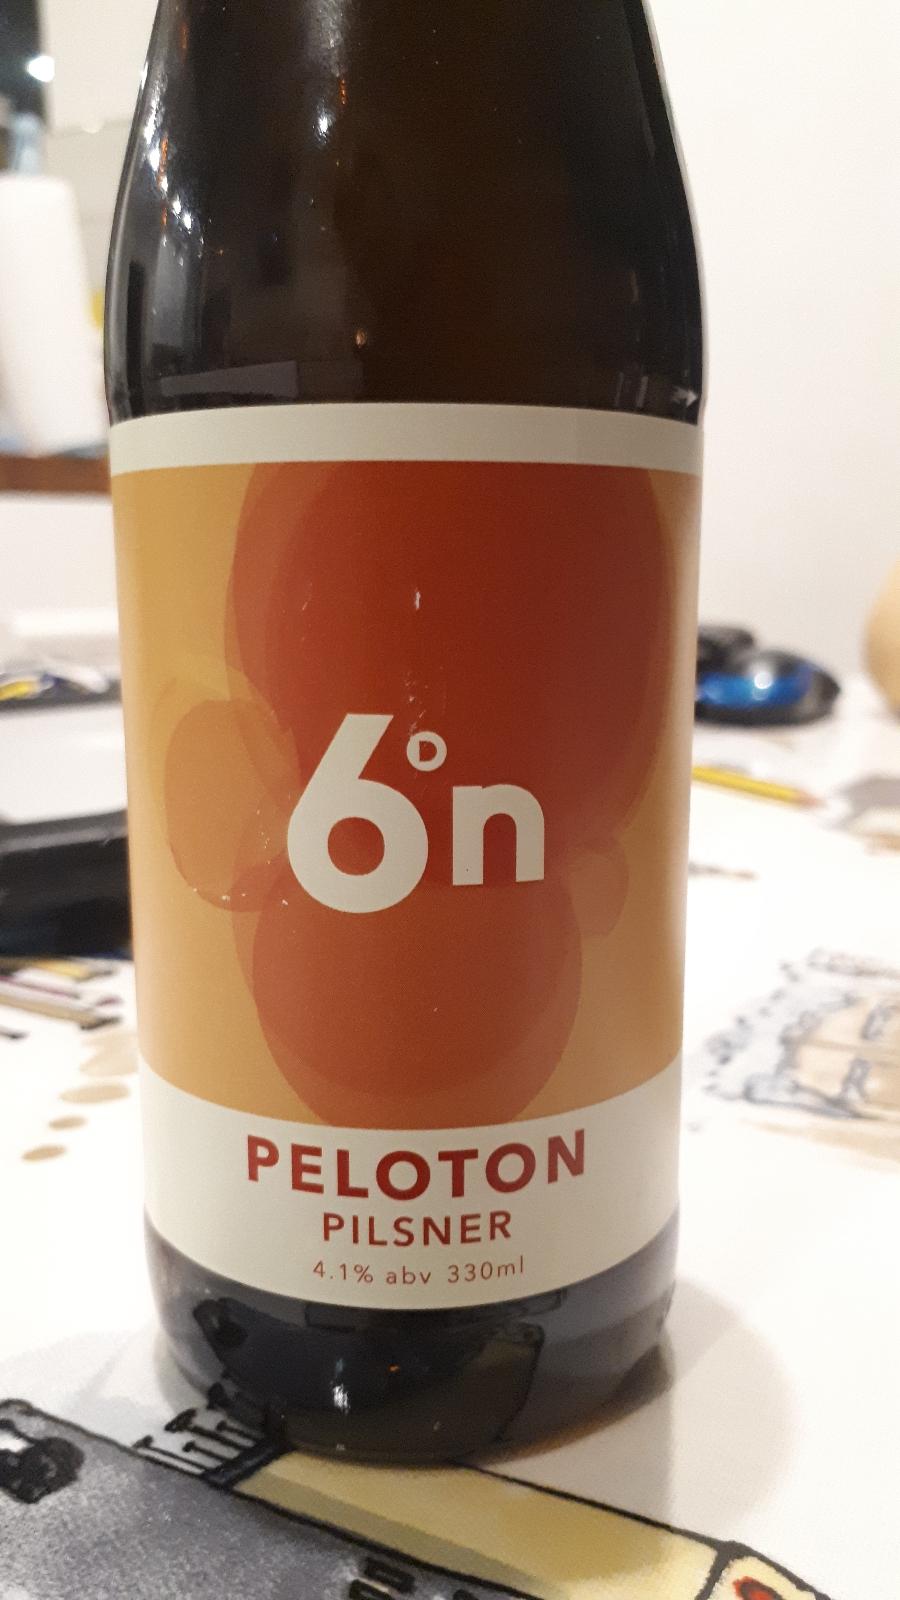 6°n
D
PELOTON
PILSNER
4.1% abv 330ml